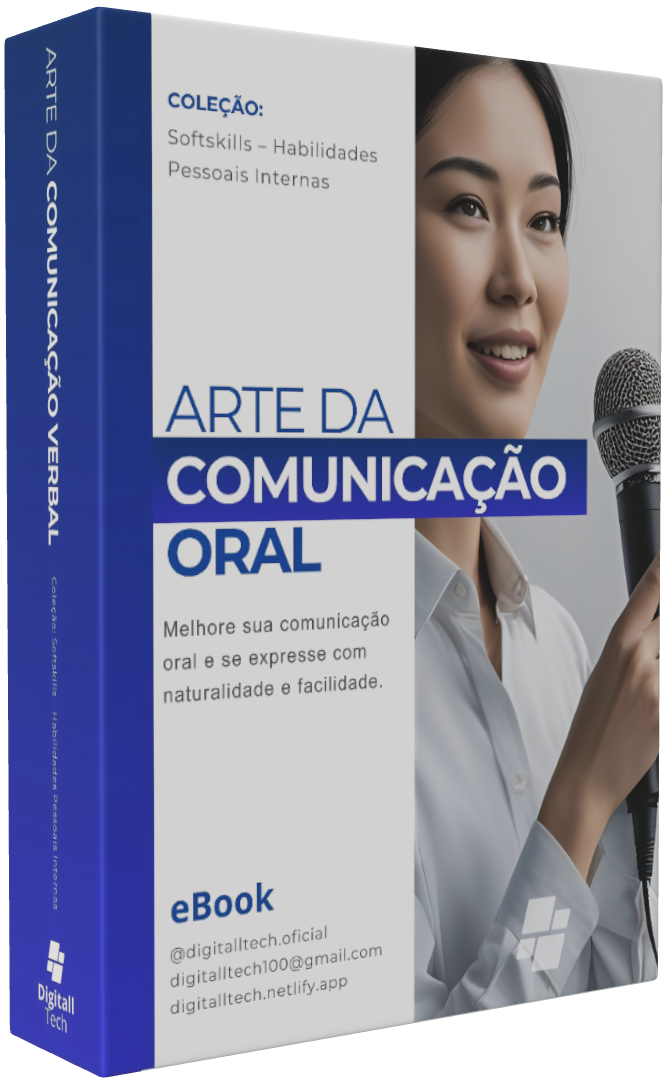 ARTE DA COMUNICAÇÃO VERBAL
Coleção: Softskills Habilidades Pessoais Internas
Digitall
Tech
COLEÇÃO:
Softskills – Habilidades
Pessoais Internas
ARTE DA
COMUNICAÇÃO
ORAL
Melhore sua comunicação
oral e se expresse com
naturalidade e facilidade.
eBook
@digitalltech.oficial
digitalltech100@gmail.com
digitalltech.netlify.app